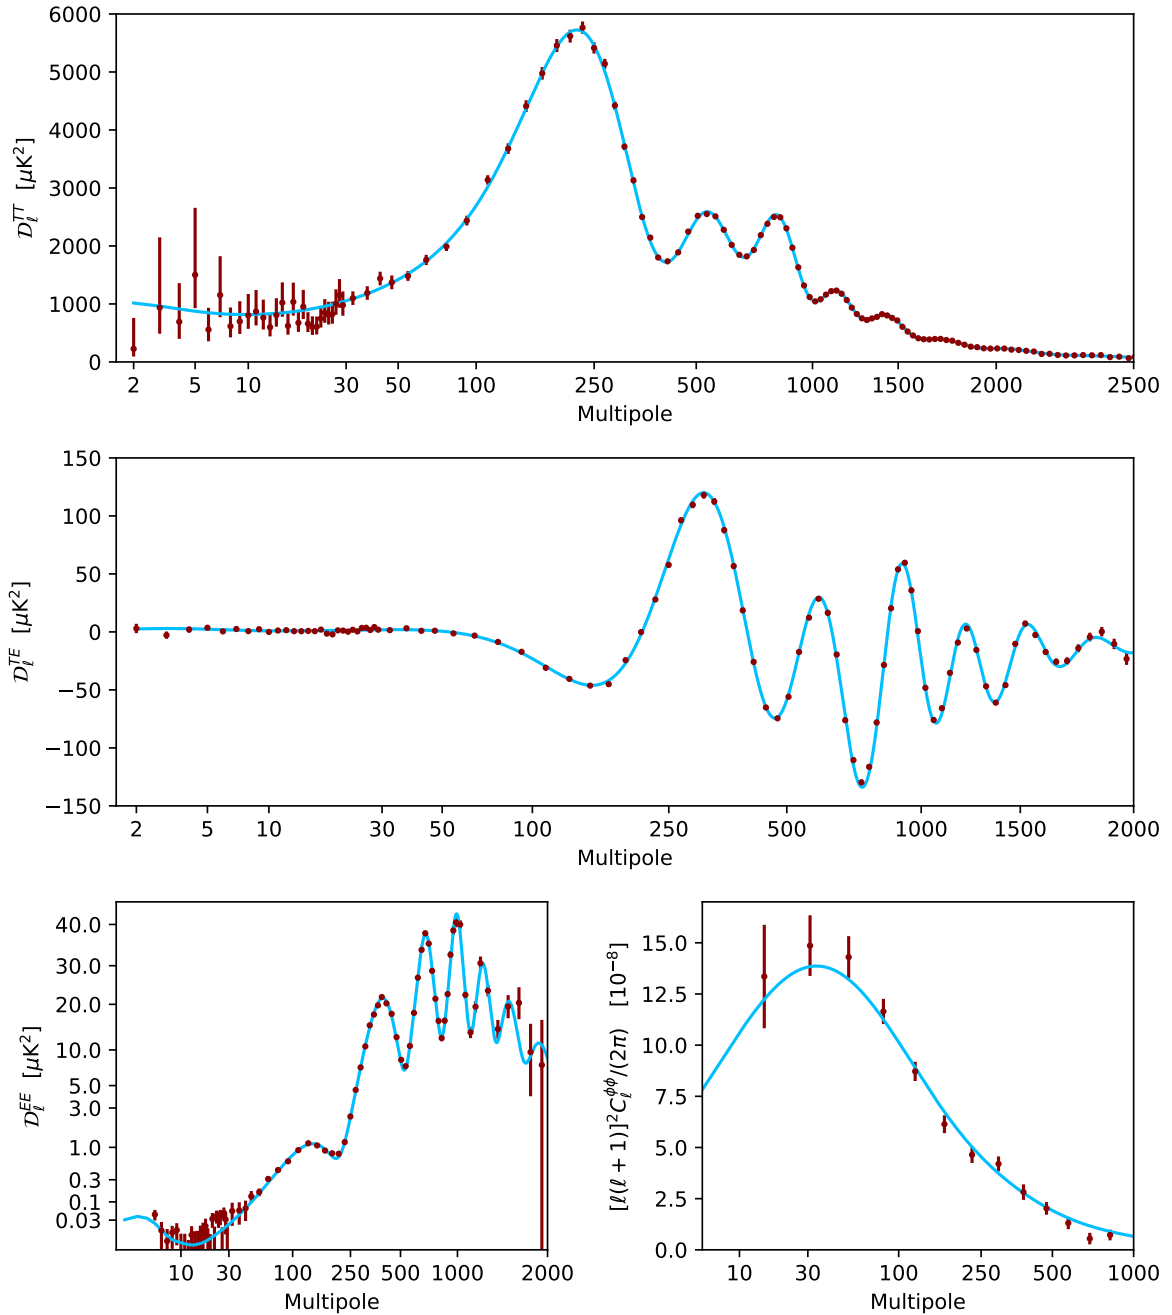 6000
5000
4000
3000
2000
1000
0
𝒟ℓ^TT [μK²]
2 5 10 30 50 100 250 500 1000 1500 2000 2500
Multipole
150
100
50
0
−50
−100
−150
𝒟ℓ^TE [μK²]
2 5 10 30 50 100 250 500 1000 1500 2000
Multipole
40.0
30.0
20.0
10.0
5.0
3.0
1.0
0.3
0.1
0.03
𝒟ℓ^EE [μK²]
10 30 100 250 500 1000 2000
Multipole
15.0
12.5
10.0
7.5
5.0
2.5
0.0
[ℓ(ℓ + 1)]²Cℓ^ϕϕ/(2π) [10⁻⁸]
10 30 100 250 500 1000
Multipole